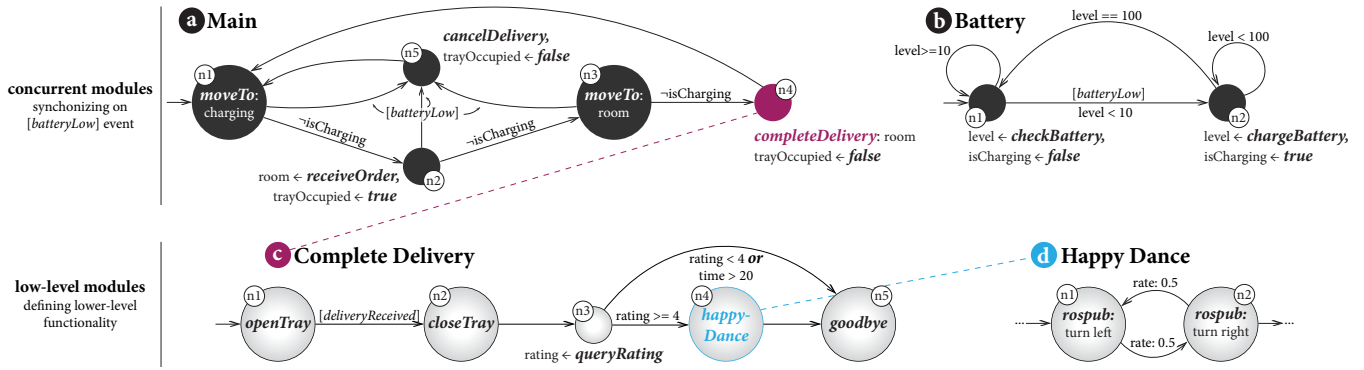 concurrent modules
synchonizing on
[batteryLow] event
a Main
n1
moveTo:
charging
n5
cancelDelivery,
trayOccupied ← false
[batteryLow]
¬isCharging
¬isCharging
n2
room ← receiveOrder,
trayOccupied ← true
n3
moveTo:
room
¬isCharging
n4
completeDelivery: room
trayOccupied ← false
b Battery
level>=10
level == 100
level < 100
[batteryLow]
level < 10
n1
level ← checkBattery,
isCharging ← false
n2
level ← chargeBattery,
isCharging ← true
low-level modules
defining lower-level
functionality
c Complete Delivery
n1
openTray
[deliveryReceived]
n2
closeTray
n3
rating ← queryRating
rating < 4 or
time > 20
rating >= 4
n4
happy-
Dance
n5
goodbye
d Happy Dance
...
n1
rospub:
turn left
rate: 0.5
rate: 0.5
n2
rospub:
turn right
...